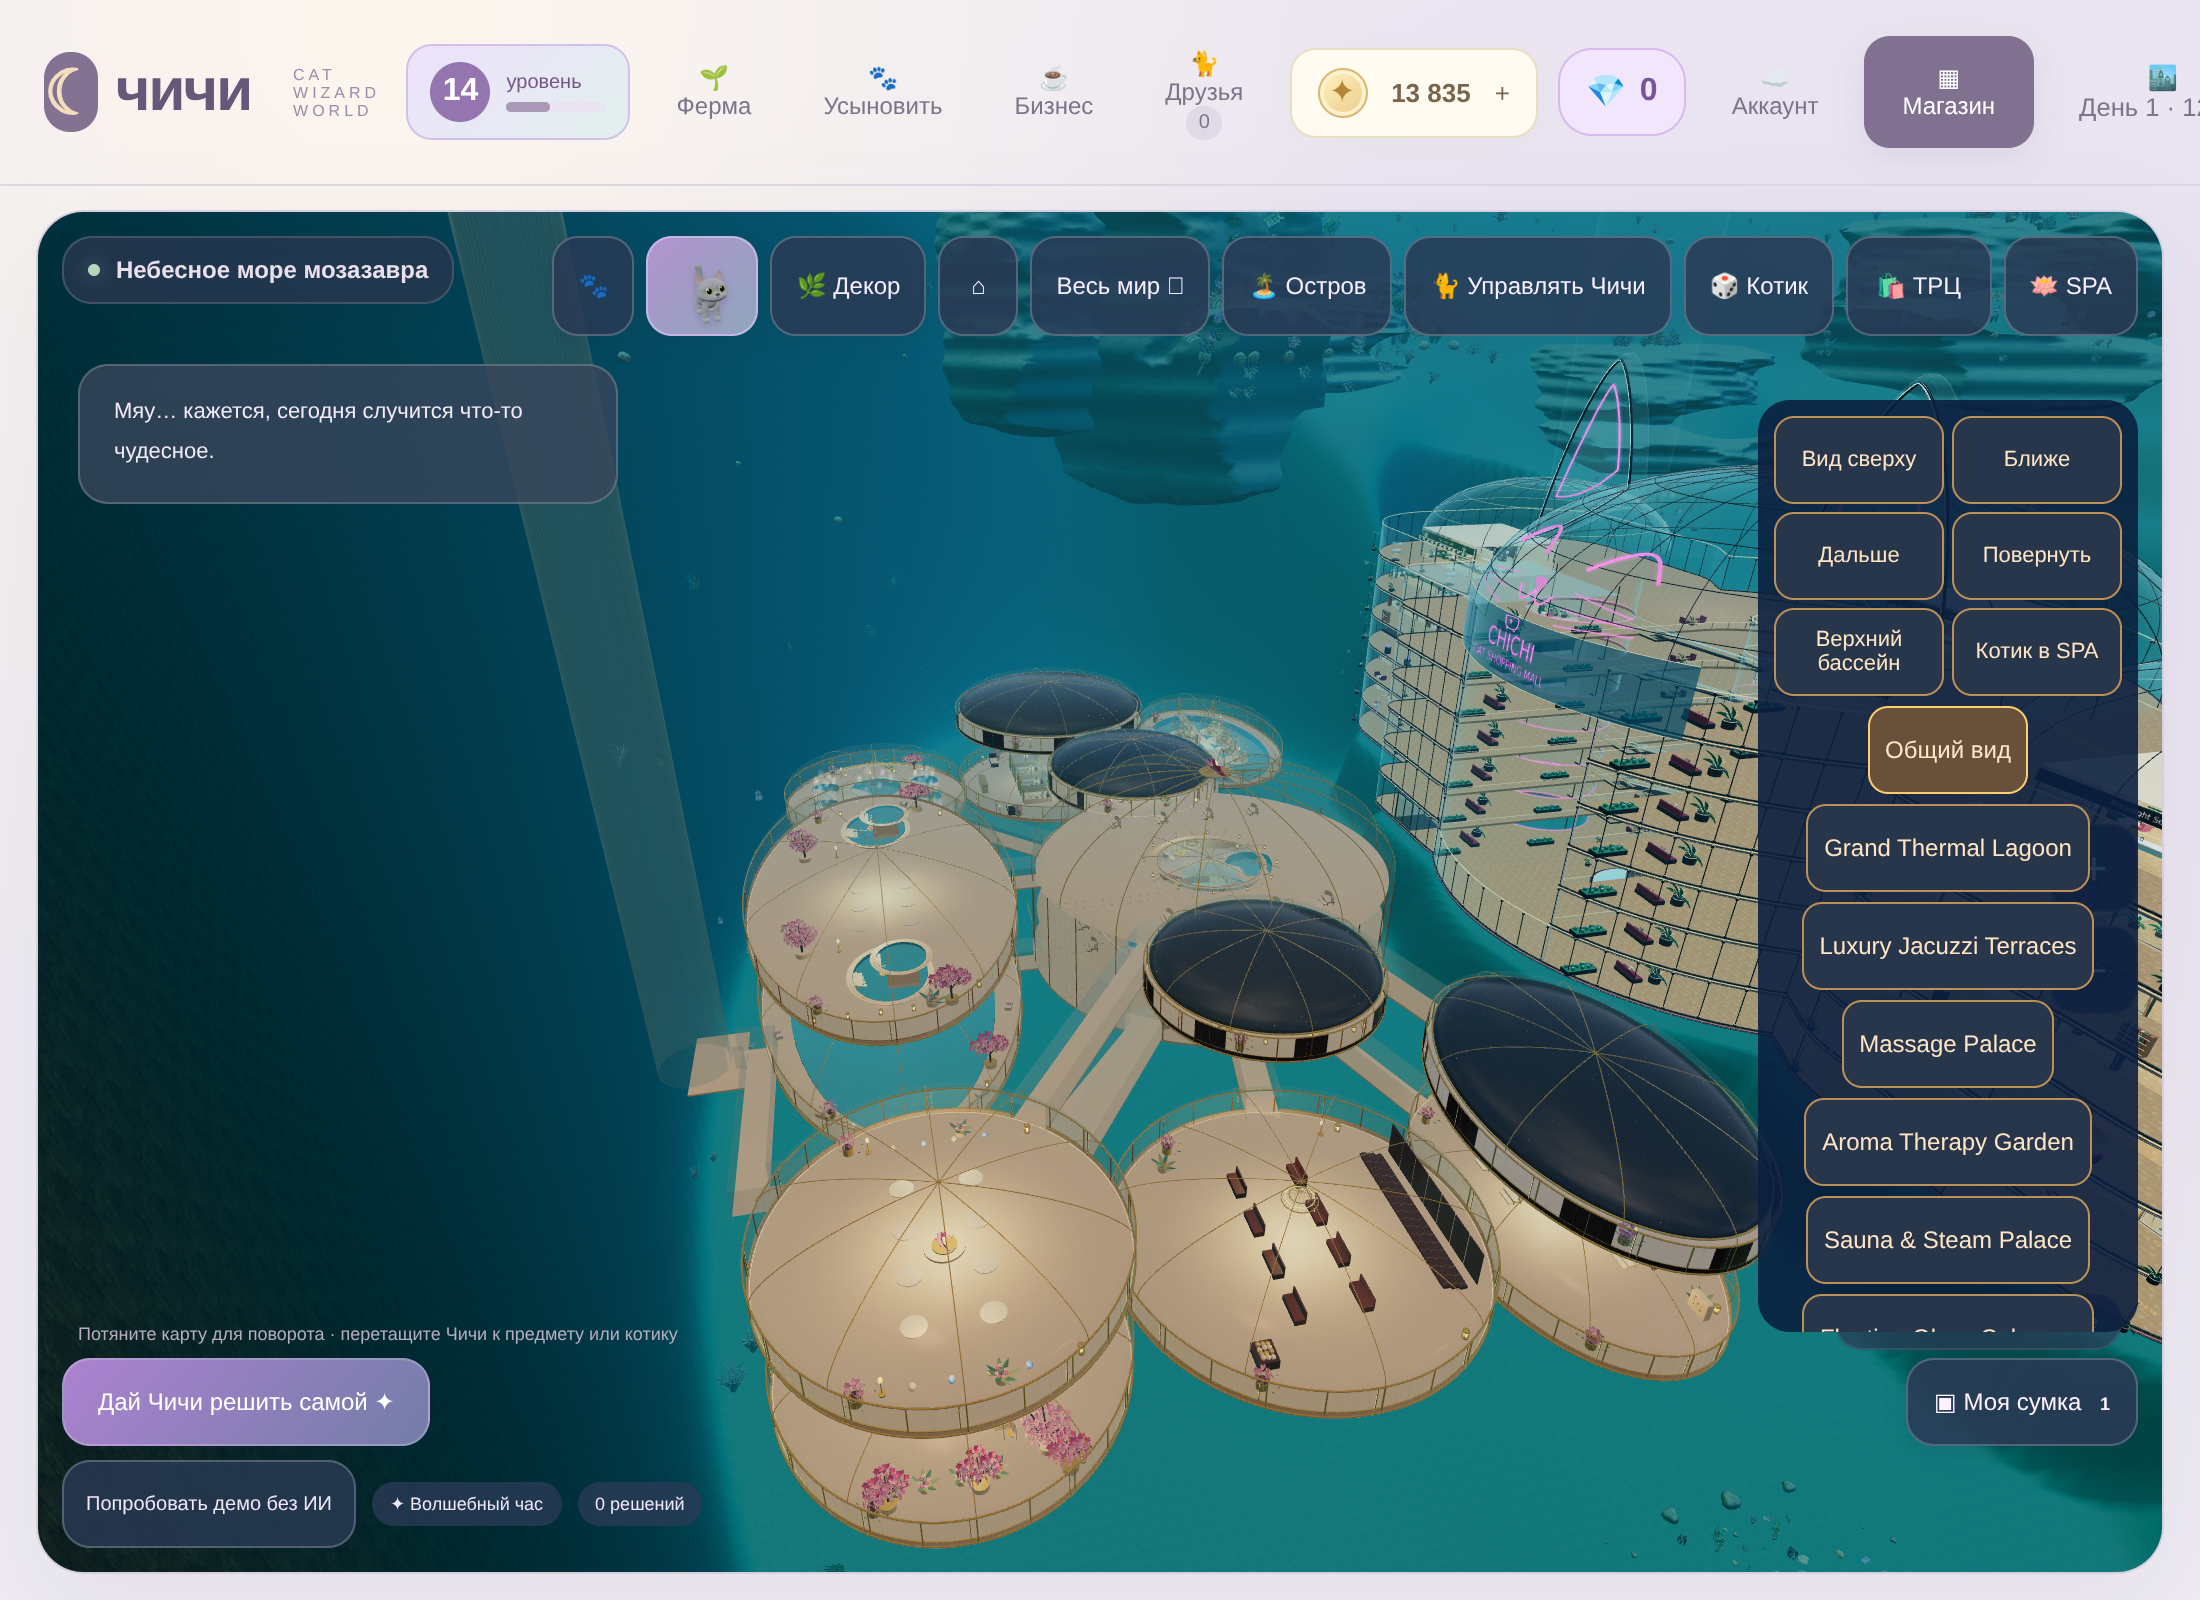 чичи
CAT
WIZARD
WORLD
14
уровень
Ферма
Усыновить
Бизнес
Друзья
0
13 835 +
0
Аккаунт
Магазин
День 1 · 12
Небесное море мозазавра
Декор
Весь мир
Остров
Управлять Чичи
Котик
ТРЦ
SPA
Мяу… кажется, сегодня случится что-то
чудесное.
Вид сверху
Ближе
Дальше
Повернуть
Верхний
бассейн
Котик в SPA
Общий вид
Grand Thermal Lagoon
Luxury Jacuzzi Terraces
Massage Palace
Aroma Therapy Garden
Sauna & Steam Palace
CHICHI
CAT SHOPPING MALL
Потяните карту для поворота · перетащите Чичи к предмету или котику
Дай Чичи решить самой ✦
Моя сумка 1
Попробовать демо без ИИ
✦ Волшебный час
0 решений